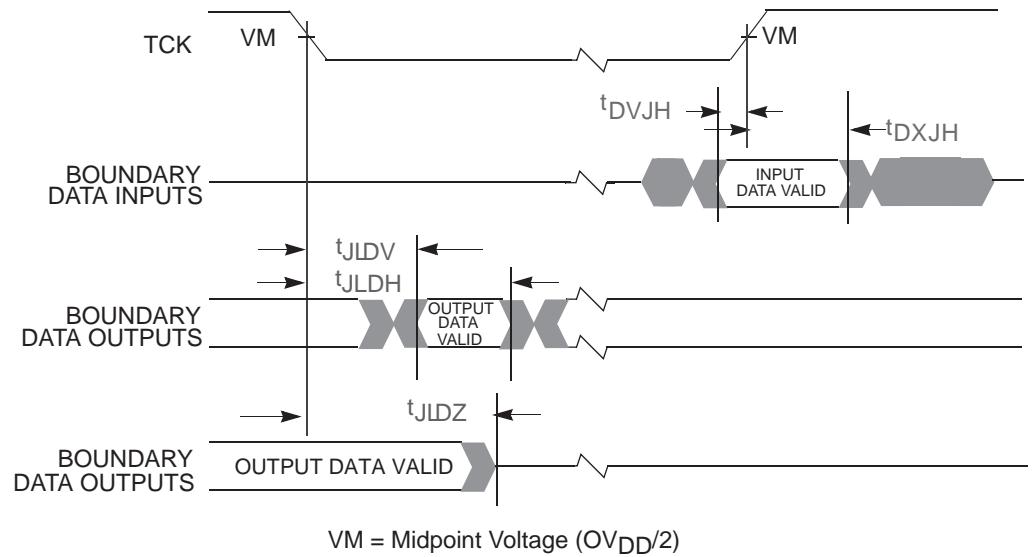 TCK
VM
VM
tDVJH
tDXJH
BOUNDARY
DATA INPUTS
INPUT
DATA VALID
tJLDV
tJLDH
BOUNDARY
DATA OUTPUTS
OUTPUT
DATA
VALID
tJLDZ
BOUNDARY
DATA OUTPUTS
OUTPUT DATA VALID
VM = Midpoint Voltage (OVDD/2)